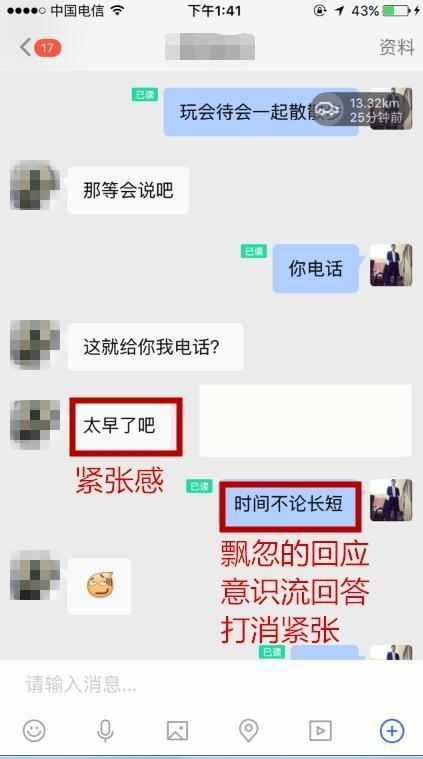 中国电信
下午1:41
43%
17
资料
已读
玩会待会一起散
13.32km
25分钟前
那等会说吧
已读
你电话
这就给你我电话?
太早了吧
紧张感
已读
时间不论长短
飘忽的回应
意识流回答
打消紧张
已读
请输入消息...